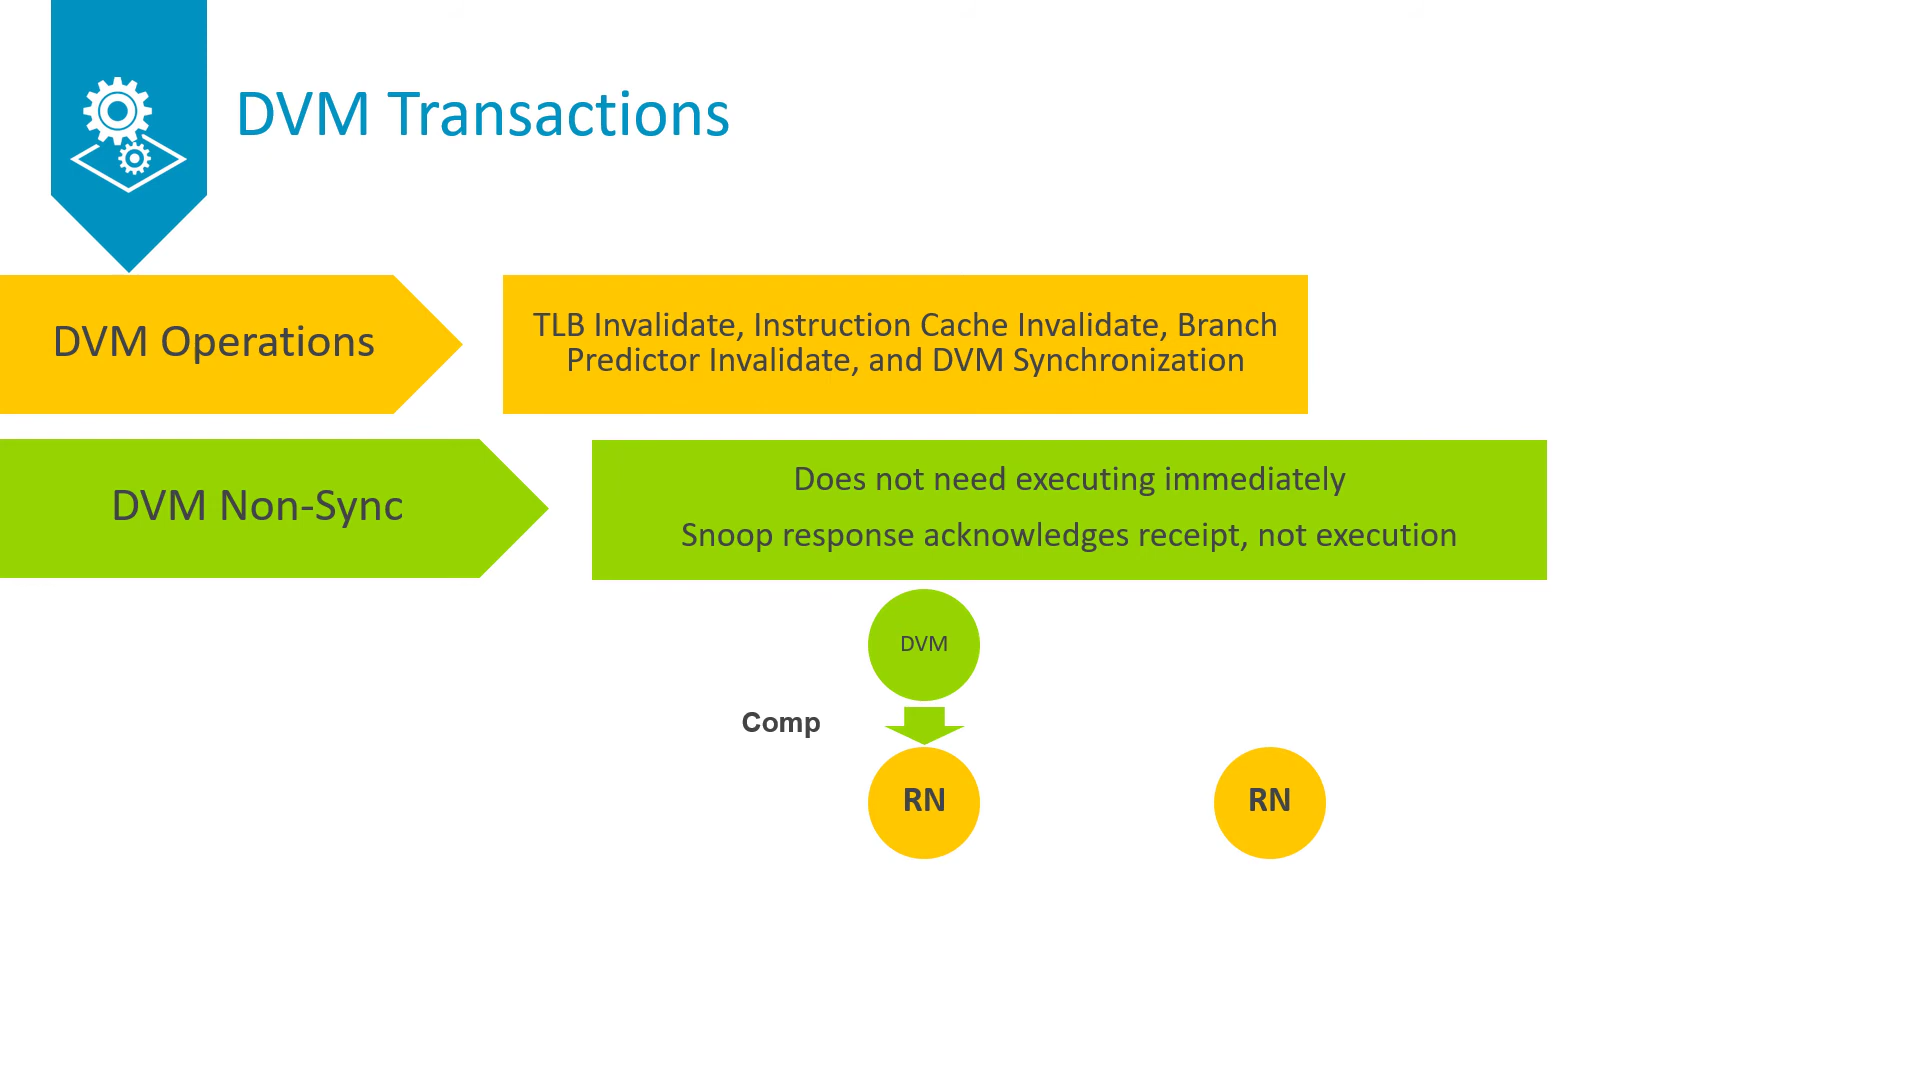 DVM Transactions
DVM Operations
TLB Invalidate, Instruction Cache Invalidate, Branch
Predictor Invalidate, and DVM Synchronization
DVM Non-Sync
Does not need executing immediately
Snoop response acknowledges receipt, not execution
DVM
Comp
RN
RN